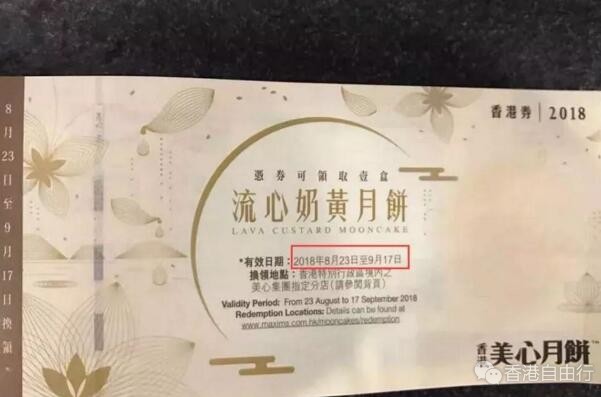 8月23日至9月17日換領
香港券 | 2018
憑券可領取壹盒
流心奶黃月餅
LAVA CUSTARD MOONCAKE
*有效日期：2018年8月23日至9月17日
換領地點：香港特別行政區境內之
美心集團指定分店（請參閱背頁）
Validity Period: From 23 August to 17 September 2018
Redemption Locations: Details can be found at
www.maxims.com.hk/mooncakes/redemption
香港美心月餅™
香港自由行